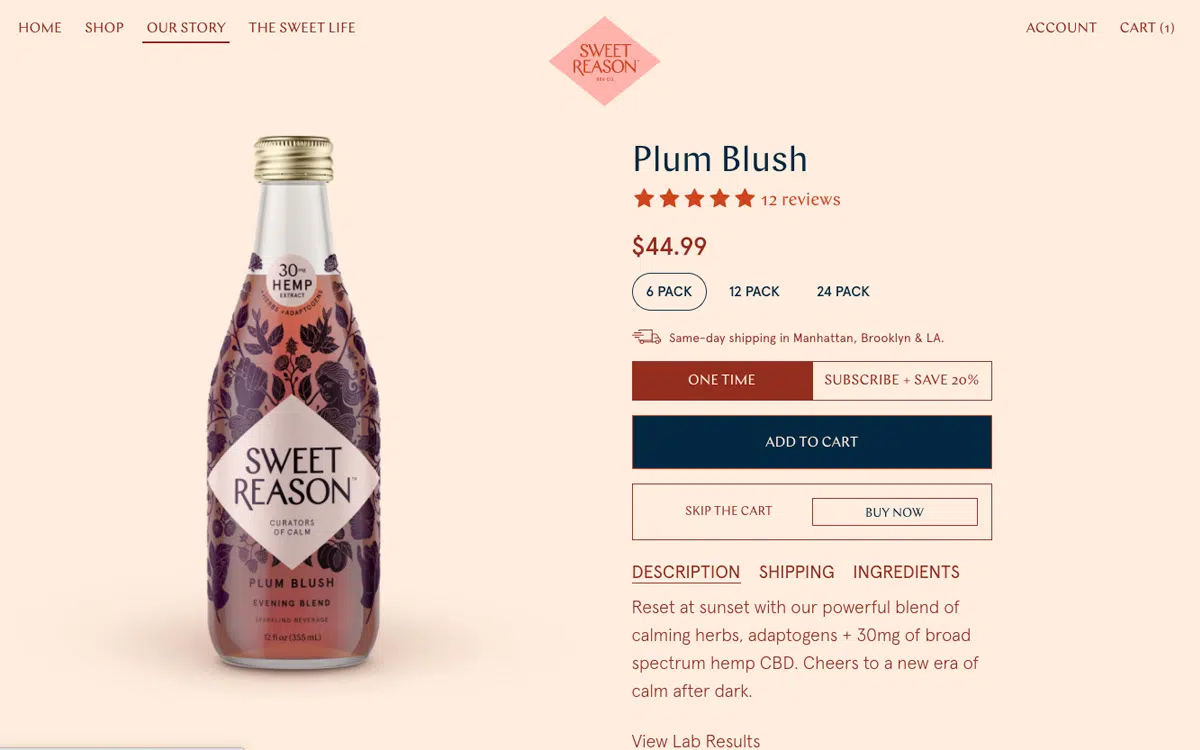 HOME SHOP OUR STORY THE SWEET LIFE
SWEET
REASON
BEV CO.
ACCOUNT CART (1)
30MG
HEMP
EXTRACT
+HERBS +ADAPTOGENS
SWEET
REASON™
CURATORS
OF CALM
PLUM BLUSH
EVENING BLEND
SPARKLING BEVERAGE
12 fl oz (355 mL)
Plum Blush
12 reviews
$44.99
6 PACK 12 PACK 24 PACK
Same-day shipping in Manhattan, Brooklyn & LA.
ONE TIME SUBSCRIBE + SAVE 20%
ADD TO CART
SKIP THE CART BUY NOW
DESCRIPTION SHIPPING INGREDIENTS
Reset at sunset with our powerful blend of
calming herbs, adaptogens + 30mg of broad
spectrum hemp CBD. Cheers to a new era of
calm after dark.
View Lab Results